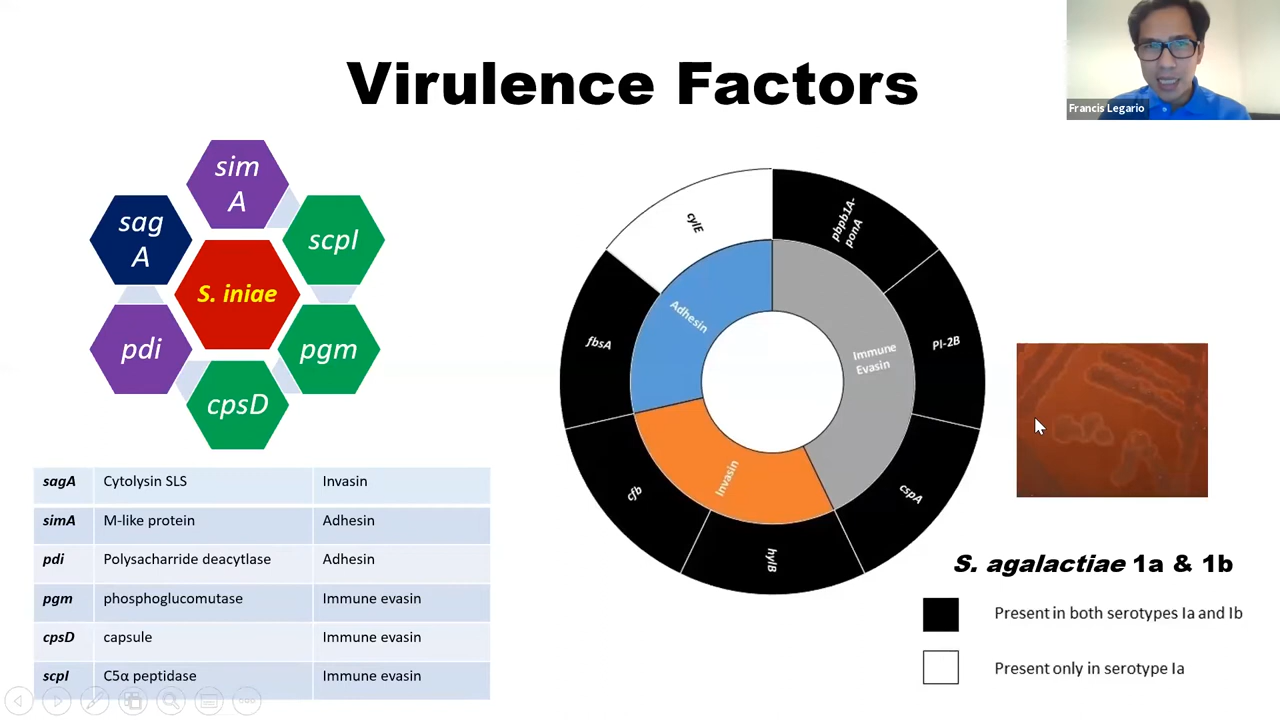 Virulence Factors
Francis Legario
sim
A
sag
A
scpI
S. iniae
pdi
pgm
cpsD
sagA Cytolysin SLS Invasin
simA M-like protein Adhesin
pdi Polysacharride deacytlase Adhesin
pgm phosphoglucomutase Immune evasin
cpsD capsule Immune evasin
scpI C5α peptidase Immune evasin
cylE
pbpb1A-
ponA
Adhesin
fbsA
Immune
Evasin
PI-2B
Invasin
cfb
cspA
hylB
S. agalactiae 1a & 1b
Present in both serotypes Ia and Ib
Present only in serotype Ia